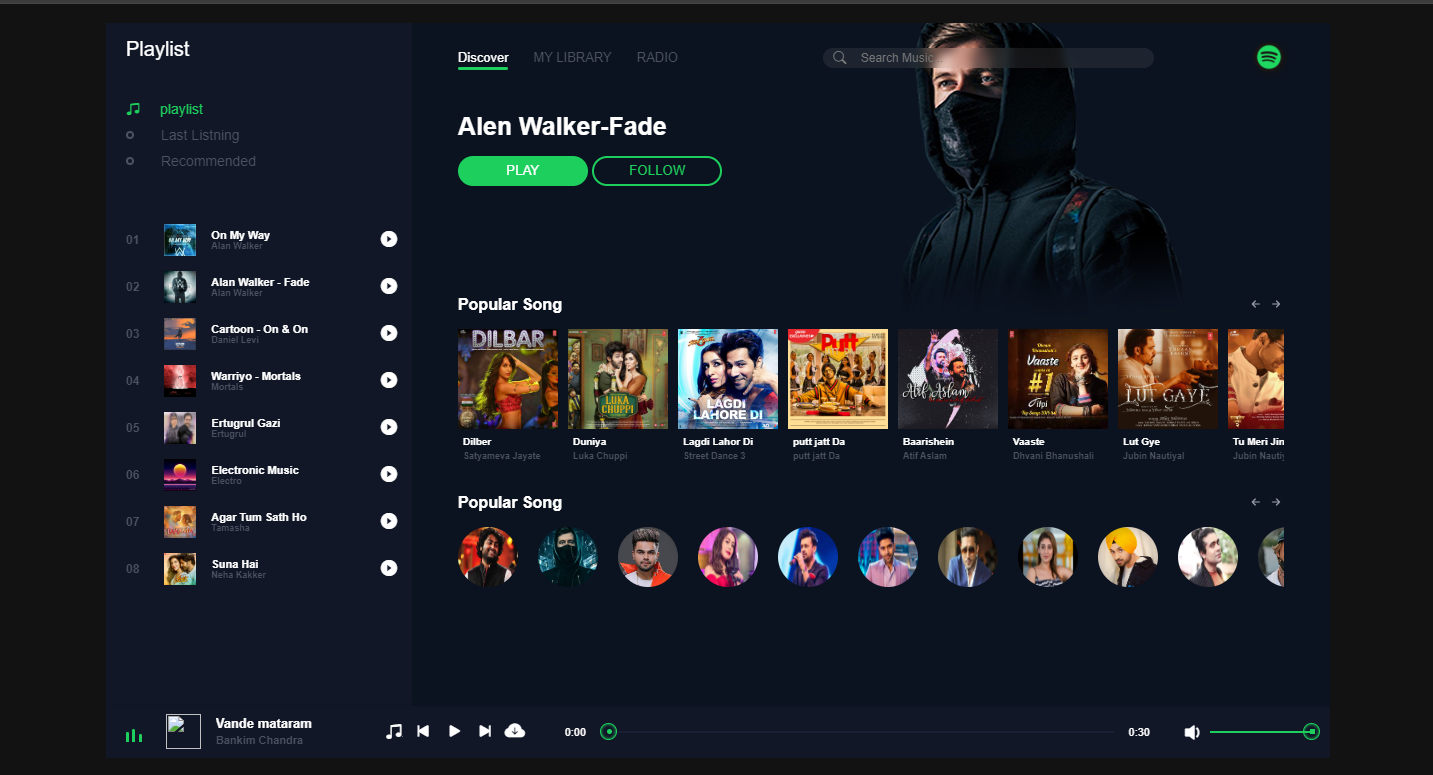 Playlist
playlist
Last Listning
Recommended
01
On My Way
Alan Walker
02
Alan Walker - Fade
Alan Walker
03
Cartoon - On & On
Daniel Levi
04
Warriyo - Mortals
Mortals
05
Ertugrul Gazi
Ertugrul
06
Electronic Music
Electro
07
Agar Tum Sath Ho
Tamasha
08
Suna Hai
Neha Kakker
Discover MY LIBRARY RADIO
Search Music...
Alen Walker-Fade
PLAY FOLLOW
Popular Song
DILBAR
LUKA CHUPPI
LAGDI LAHORE DI
Putt
Atif Aslam
Vaaste
#1
LUT GAYE
Dilber
Satyameva Jayate
Duniya
Luka Chuppi
Lagdi Lahor Di
Street Dance 3
putt jatt Da
putt jatt Da
Baarishein
Atif Aslam
Vaaste
Dhvani Bhanushali
Lut Gye
Jubin Nautiyal
Tu Meri Jin
Jubin Nautiy
Popular Song
Vande mataram
Bankim Chandra
0:00
0:30